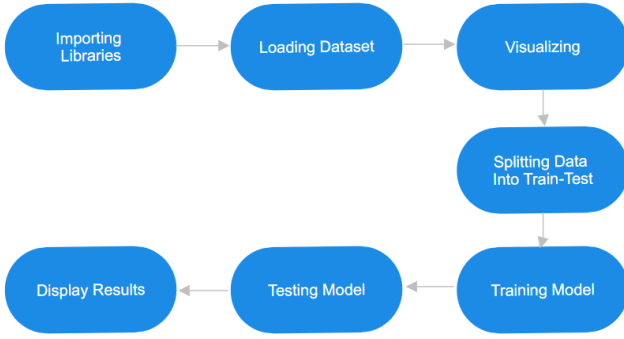 Importing
Libraries
Loading Dataset
Visualizing
Splitting Data
Into Train-Test
Training Model
Testing Model
Display Results